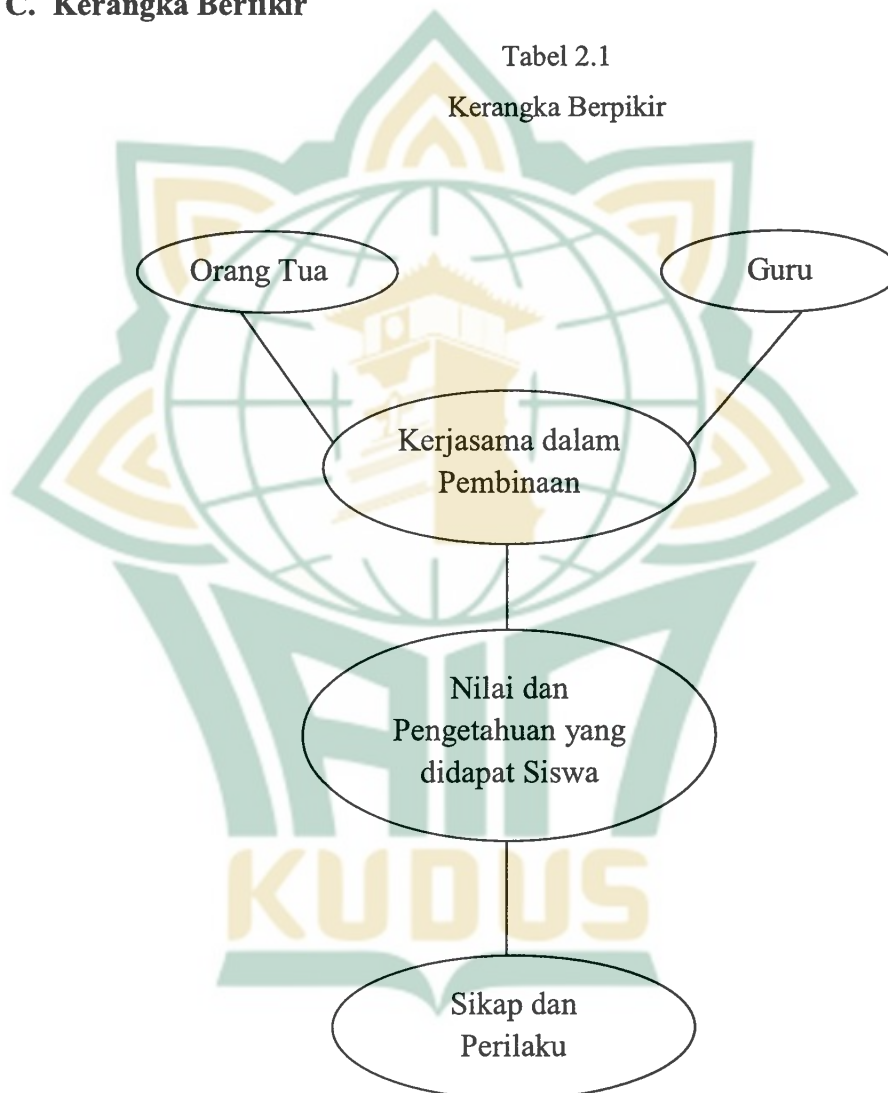 C. Kerangka Berfikir
Tabel 2.1
Kerangka Berpikir
Orang Tua
Guru
Kerjasama dalam
Pembinaan
Nilai dan
Pengetahuan yang
didapat Siswa
Sikap dan
Perilaku
IAIN
KUDUS